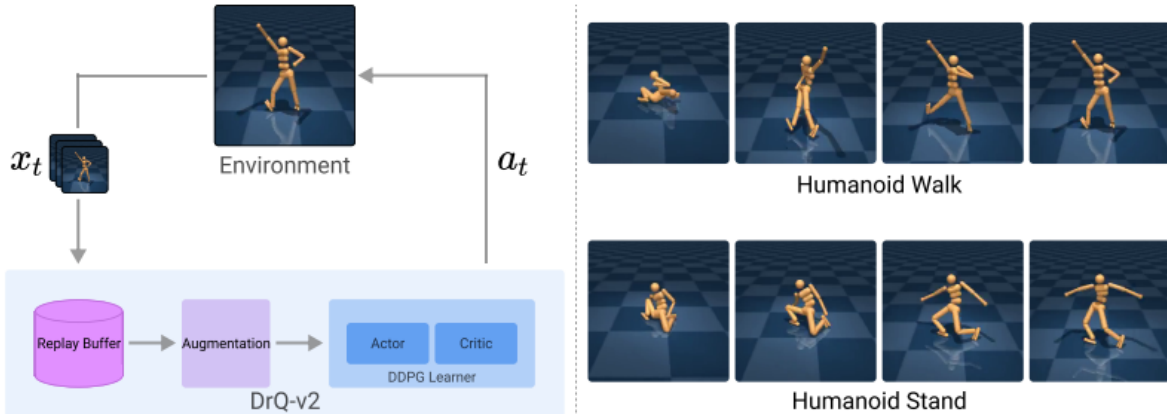 x_t
Environment
a_t
Replay Buffer
Augmentation
Actor
Critic
DDPG Learner
DrQ-v2
Humanoid Walk
Humanoid Stand